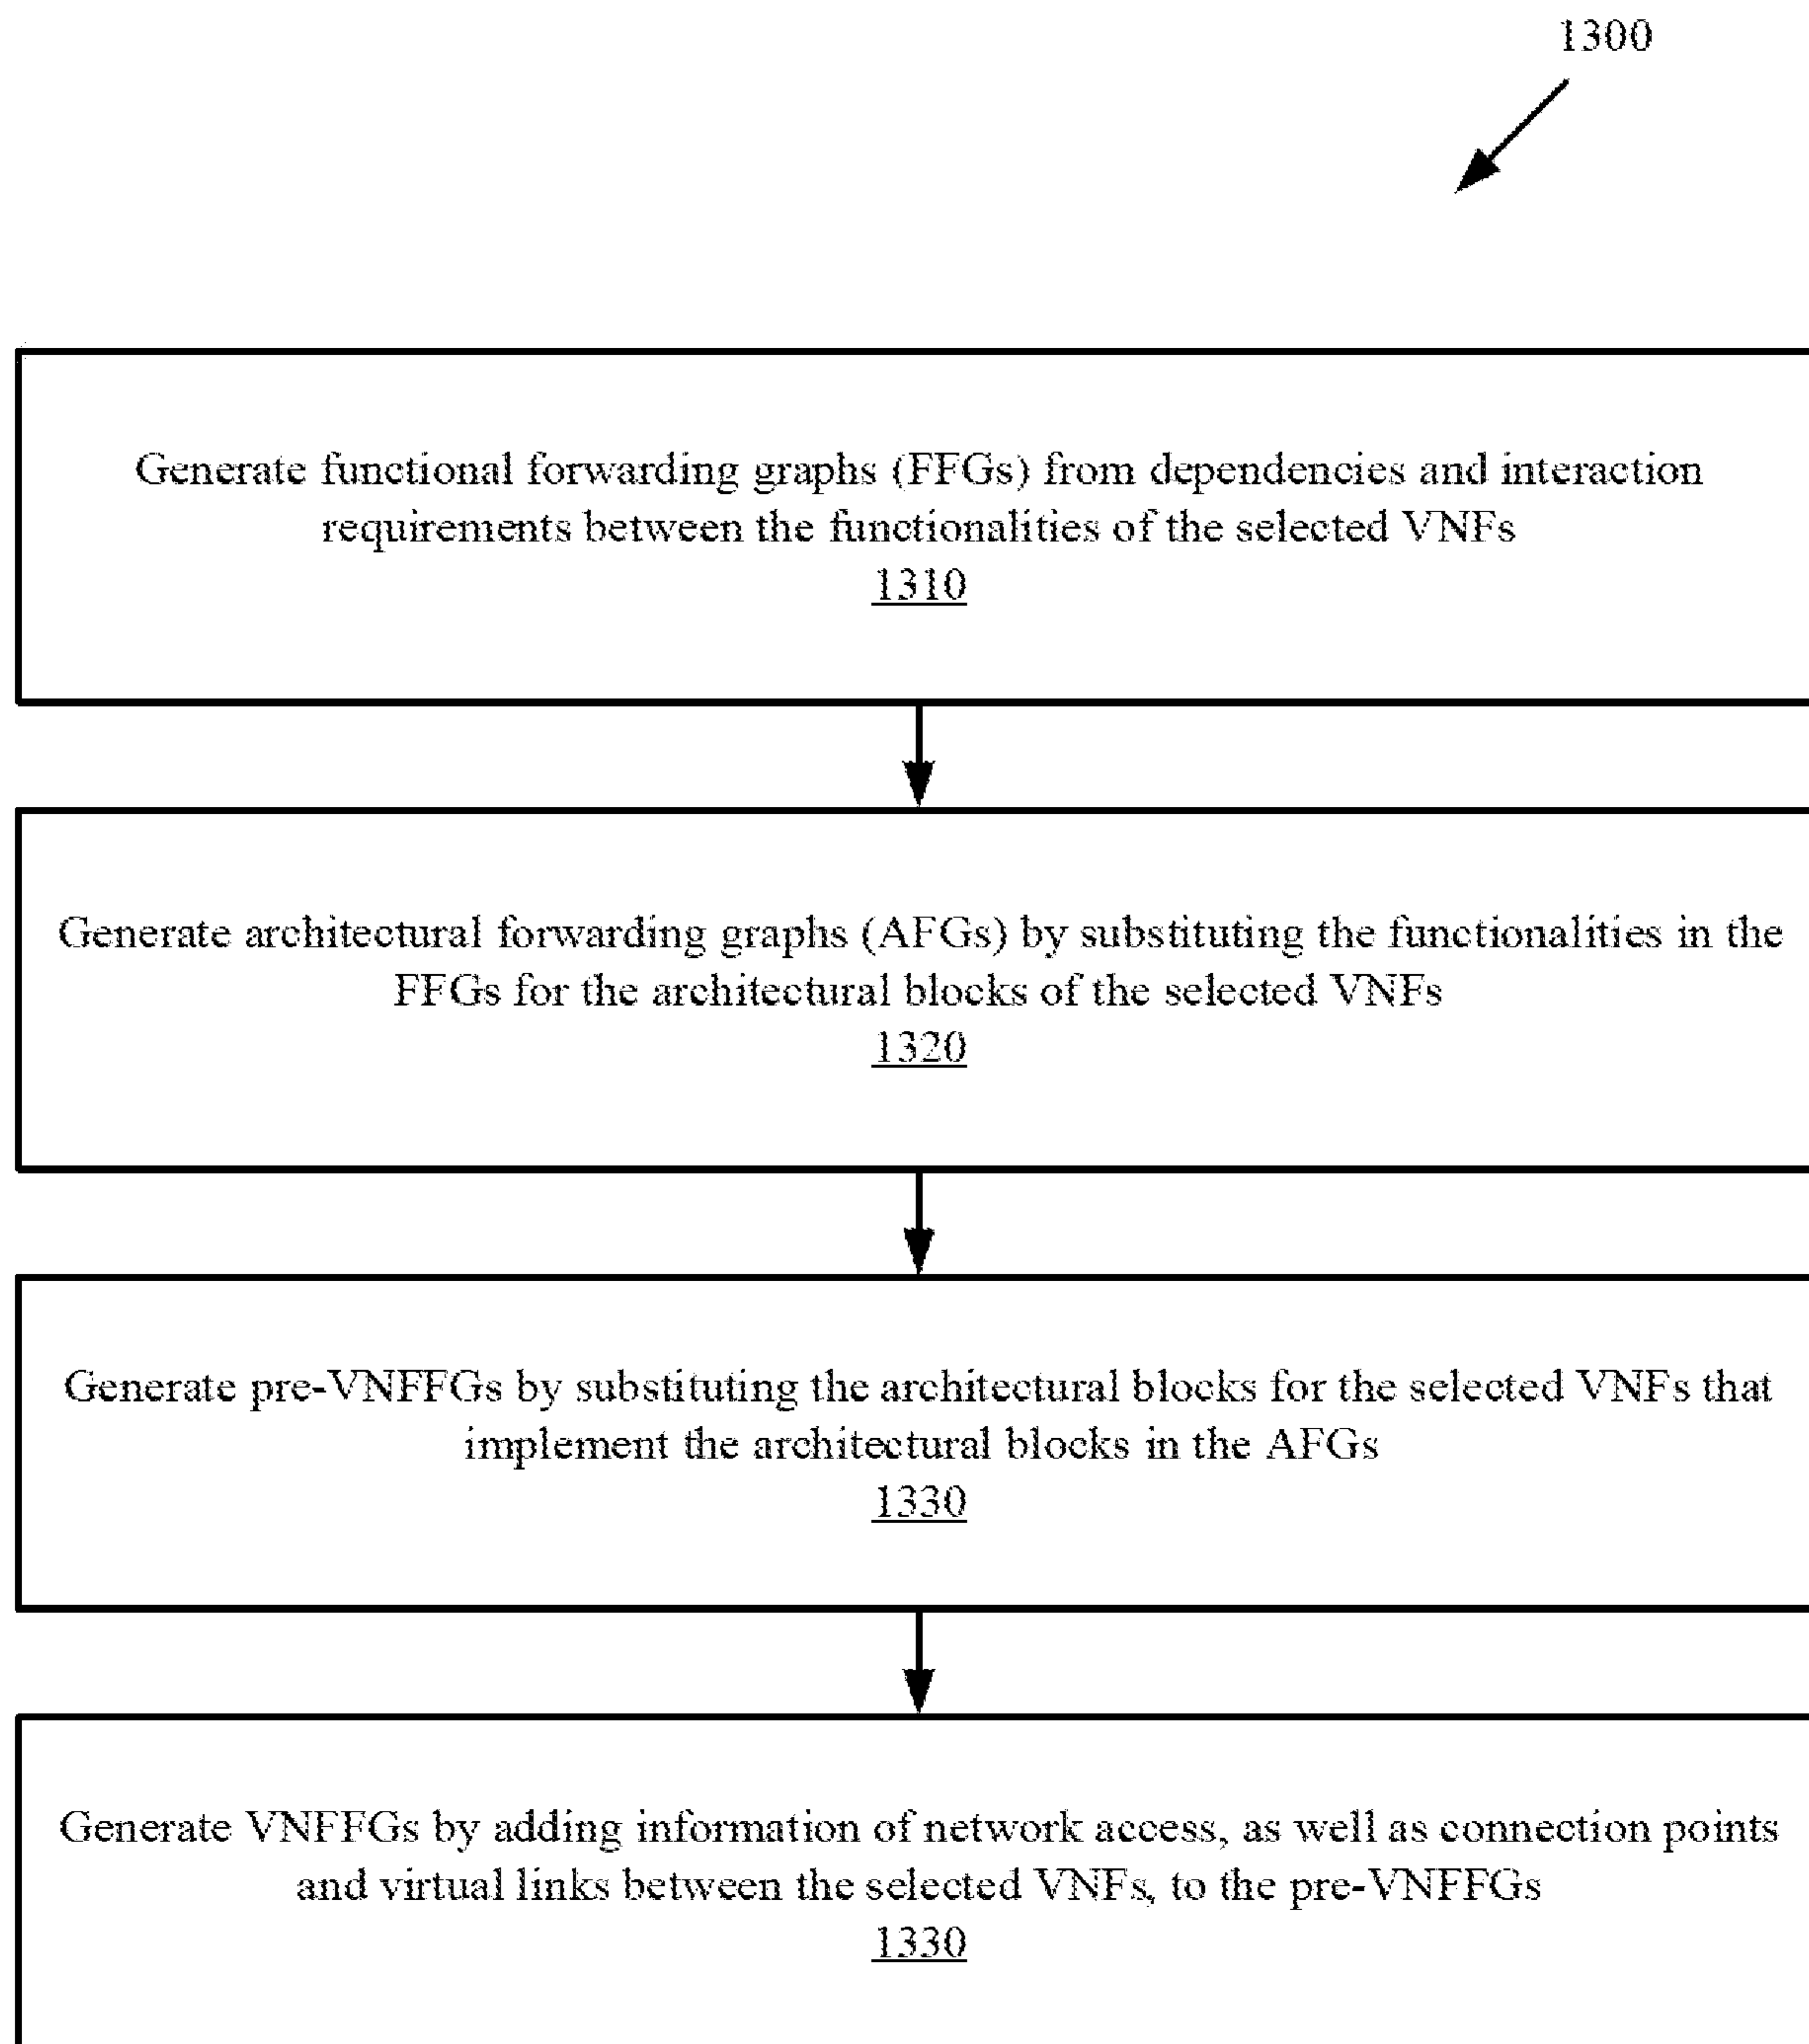 1300
Generate functional forwarding graphs (FFGs) from dependencies and interaction
requirements between the functionalities of the selected VNFs
1310
Generate architectural forwarding graphs (AFGs) by substituting the functionalities in the
FFGs for the architectural blocks of the selected VNFs
1320
Generate pre-VNFFGs by substituting the architectural blocks for the selected VNFs that
implement the architectural blocks in the AFGs
1330
Generate VNFFGs by adding information of network access, as well as connection points
and virtual links between the selected VNFs, to the pre-VNFFGs
1330